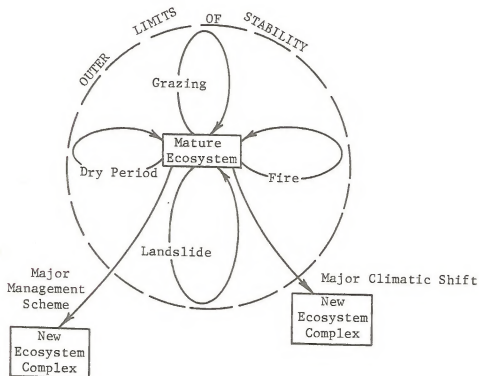 OUTER LIMITS OF STABILITY
Grazing
Mature
Ecosystem
Dry Period
Fire
Landslide
Major
Management
Scheme
Major Climatic Shift
New
Ecosystem
Complex
New
Ecosystem
Complex